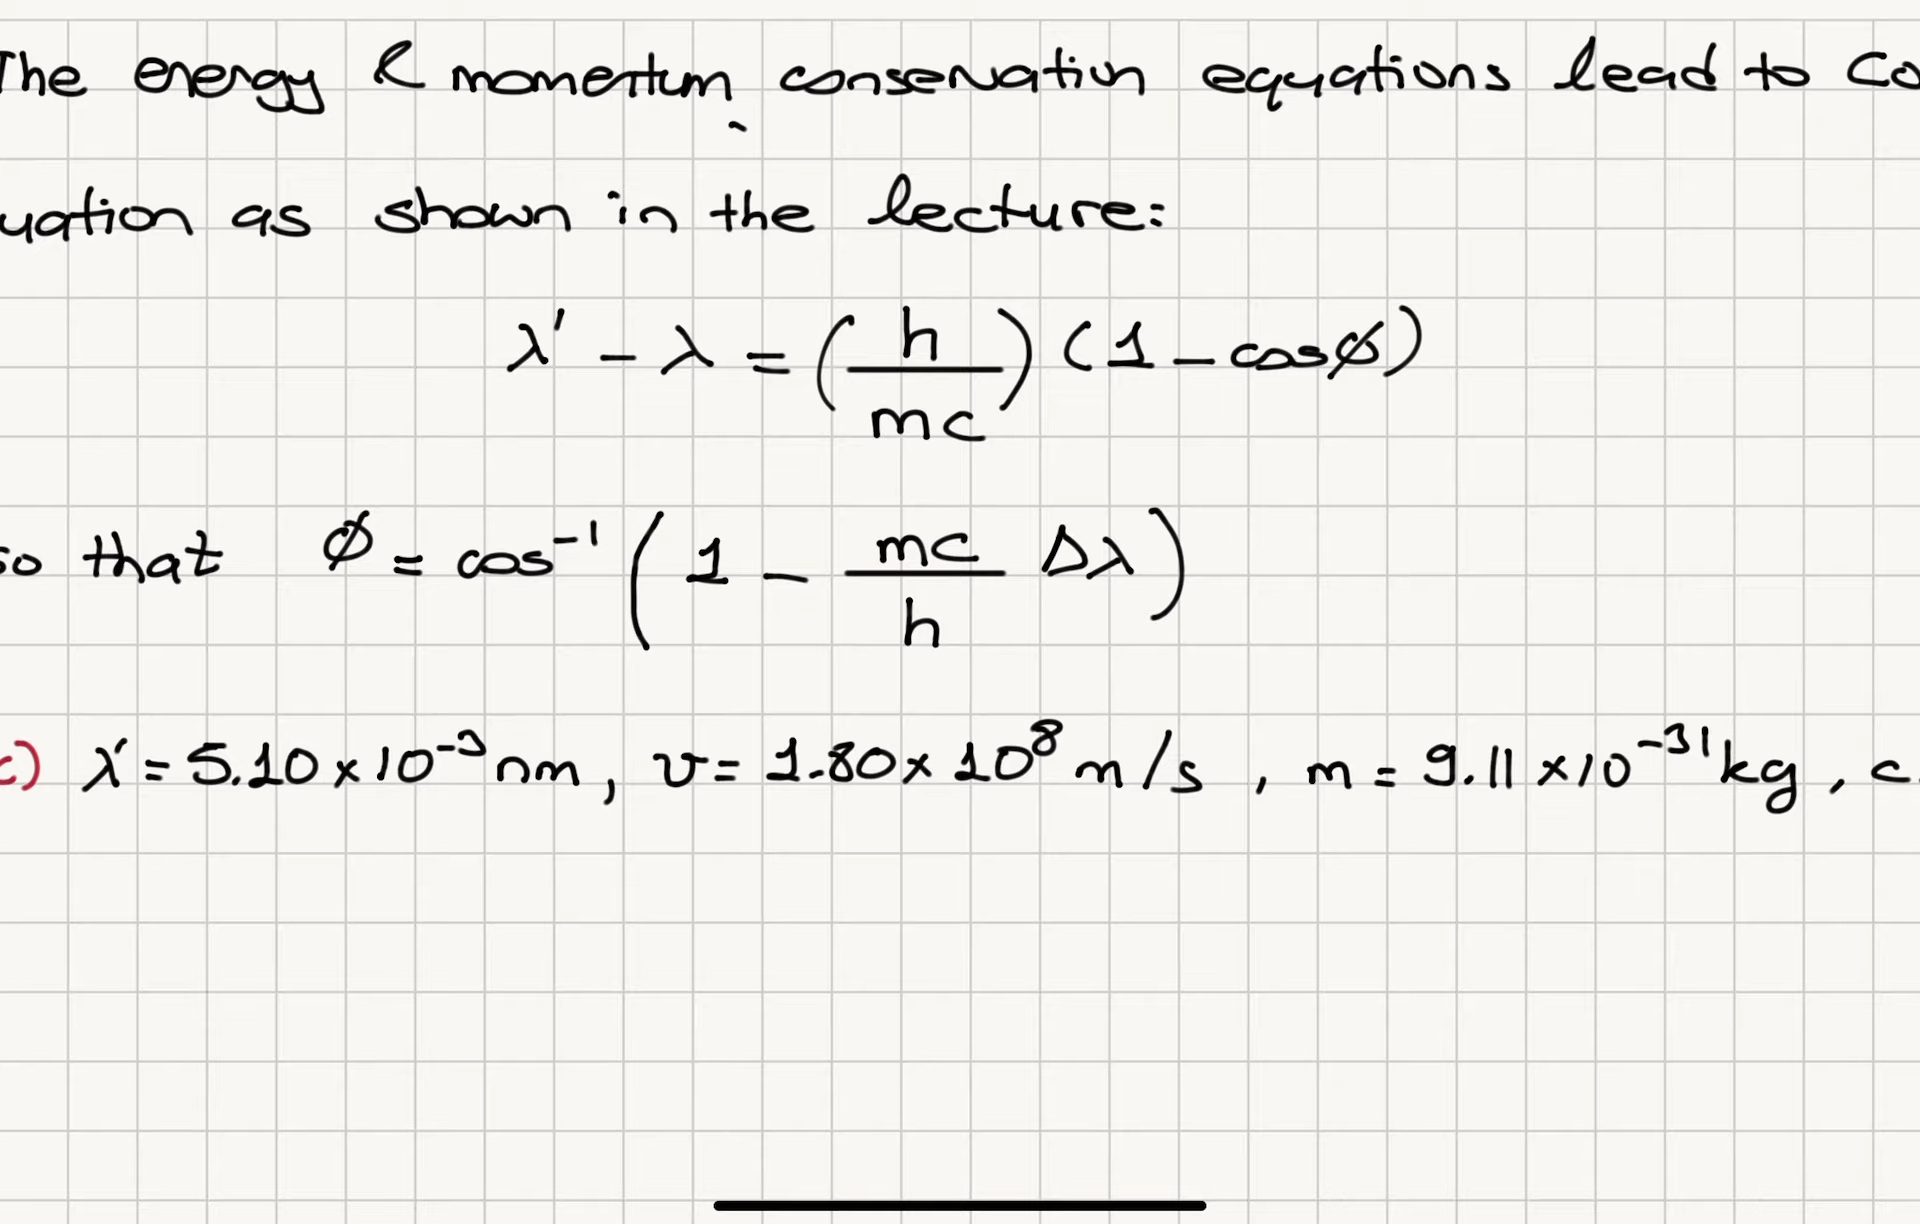 The energy & momentum conservation equations lead to Co
uation as shown in the lecture:
λ' - λ = (h/mc) (1 - cosϕ)
so that ϕ = cos⁻¹ (1 - mc/h Δλ)
c) λ' = 5.10 × 10⁻³ nm, v = 1.80 × 10⁸ m/s, m = 9.11 × 10⁻³¹ kg, c